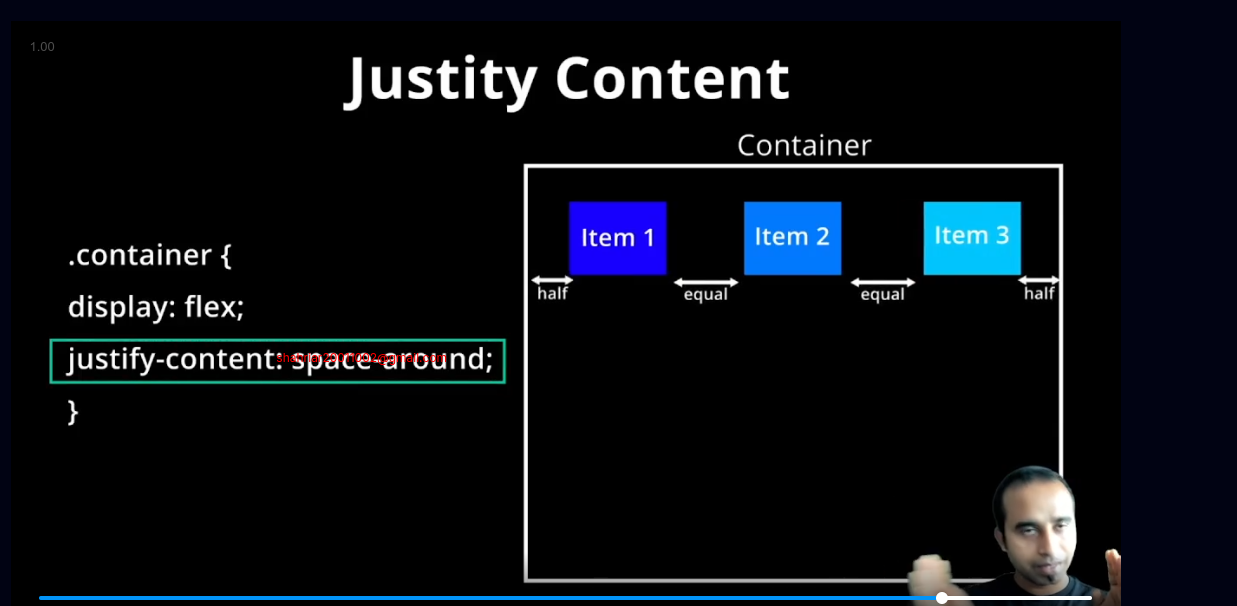 1.00
Justity Content
Container
Item 1
Item 2
Item 3
half
equal
equal
half
.container {
display: flex;
justify-content: space-around;
}